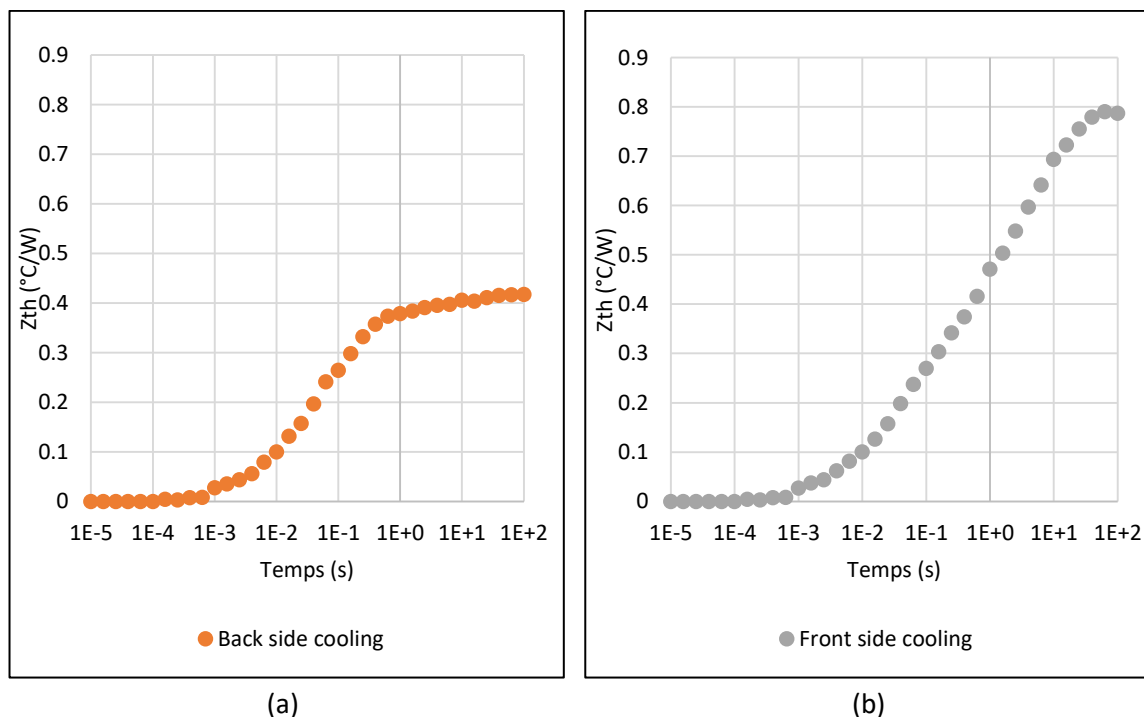 0.9
0.8
0.7
0.6
0.5
0.4
0.3
0.2
0.1
0
Zth (°C/W)
1E-5 1E-4 1E-3 1E-2 1E-1 1E+0 1E+1 1E+2
Temps (s)
Back side cooling
(a)
0.9
0.8
0.7
0.6
0.5
0.4
0.3
0.2
0.1
0
Zth (°C/W)
1E-5 1E-4 1E-3 1E-2 1E-1 1E+0 1E+1 1E+2
Temps (s)
Front side cooling
(b)